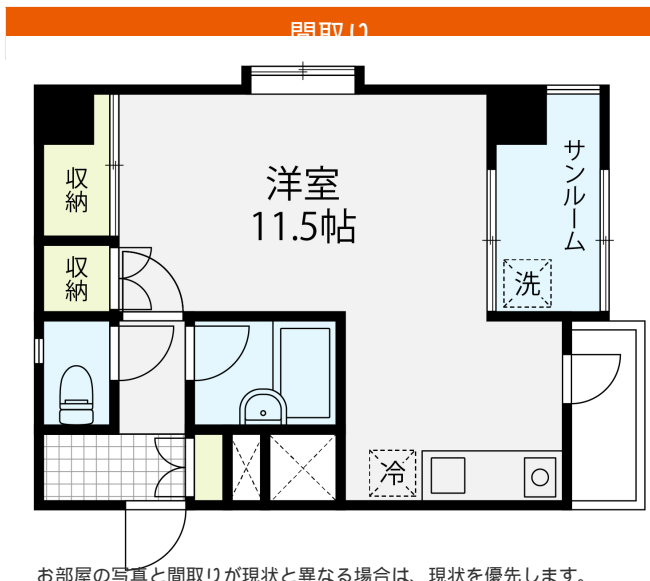 間取り
収納
洋室
11.5帖
サンルーム
収納
洗
冷
お部屋の写真と間取りが現状と異なる場合は、現状を優先します。